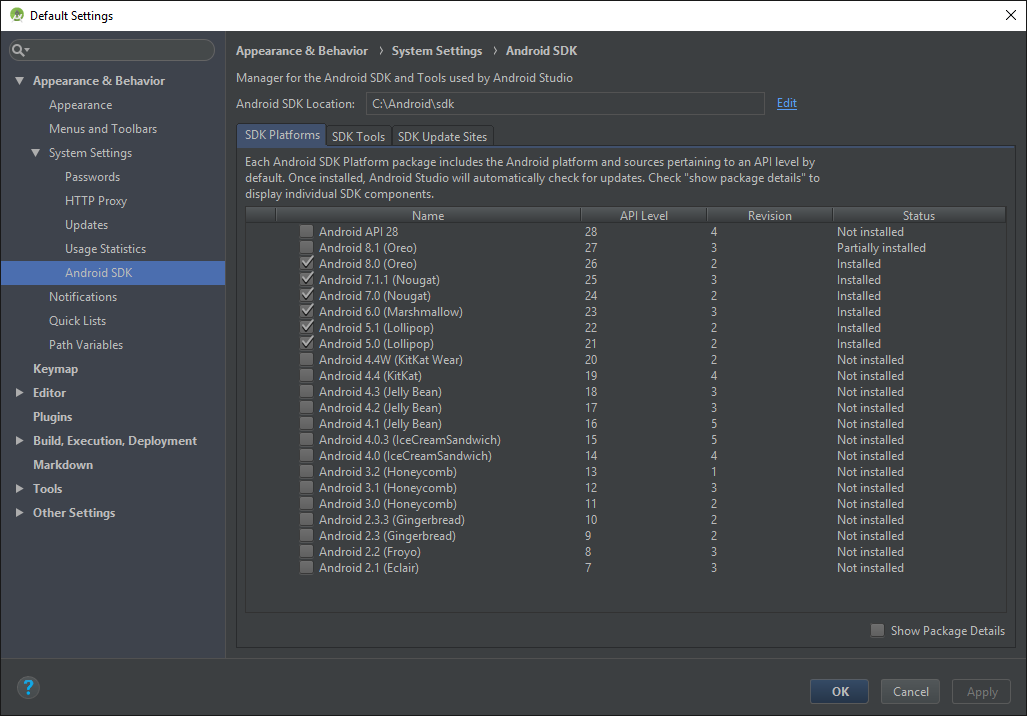 Default Settings
Appearance & Behavior
Appearance
Menus and Toolbars
System Settings
Passwords
HTTP Proxy
Updates
Usage Statistics
Android SDK
Notifications
Quick Lists
Path Variables
Keymap
Editor
Plugins
Build, Execution, Deployment
Markdown
Tools
Other Settings
Appearance & Behavior › System Settings › Android SDK
Manager for the Android SDK and Tools used by Android Studio
Android SDK Location: C:\Android\sdk Edit
SDK Platforms SDK Tools SDK Update Sites
Each Android SDK Platform package includes the Android platform and sources pertaining to an API level by
default. Once installed, Android Studio will automatically check for updates. Check "show package details" to
display individual SDK components.
Name API Level Revision Status
Android API 28 28 4 Not installed
Android 8.1 (Oreo) 27 3 Partially installed
Android 8.0 (Oreo) 26 2 Installed
Android 7.1.1 (Nougat) 25 3 Installed
Android 7.0 (Nougat) 24 2 Installed
Android 6.0 (Marshmallow) 23 3 Installed
Android 5.1 (Lollipop) 22 2 Installed
Android 5.0 (Lollipop) 21 2 Installed
Android 4.4W (KitKat Wear) 20 2 Not installed
Android 4.4 (KitKat) 19 4 Not installed
Android 4.3 (Jelly Bean) 18 3 Not installed
Android 4.2 (Jelly Bean) 17 3 Not installed
Android 4.1 (Jelly Bean) 16 5 Not installed
Android 4.0.3 (IceCreamSandwich) 15 5 Not installed
Android 4.0 (IceCreamSandwich) 14 4 Not installed
Android 3.2 (Honeycomb) 13 1 Not installed
Android 3.1 (Honeycomb) 12 3 Not installed
Android 3.0 (Honeycomb) 11 2 Not installed
Android 2.3.3 (Gingerbread) 10 2 Not installed
Android 2.3 (Gingerbread) 9 2 Not installed
Android 2.2 (Froyo) 8 3 Not installed
Android 2.1 (Eclair) 7 3 Not installed
Show Package Details
?
OK Cancel Apply